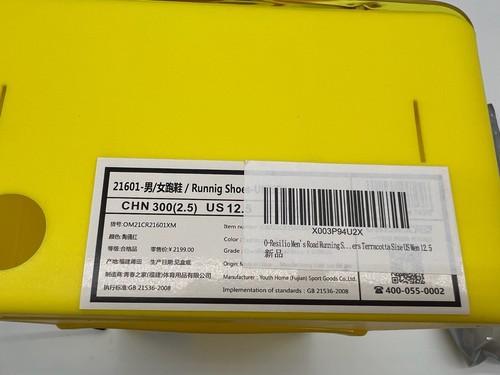 21601-男/女跑鞋 / Runnig Shoes-U
CHN 300(2.5) US 12.5
货号:OM21CR21601XM Item nu
颜色:陶强红 Color :
等级:合格品 零售价:¥2199.00 Grade
产地:福建莆田 生产日期:见盒底 Origin
制造商:青春之家(福建)体育用品有限公司 Manufacturer , Youth Home (Fujian) Sport Goods Co., Ltd.
执行标准:GB 21536-2008 Implementation of standards : GB 21536-2008
☎ 400-055-0002
X003P94U2X
O-Resilio Men's Road Running S... ers Terracotta Size US Men 12.5
新品